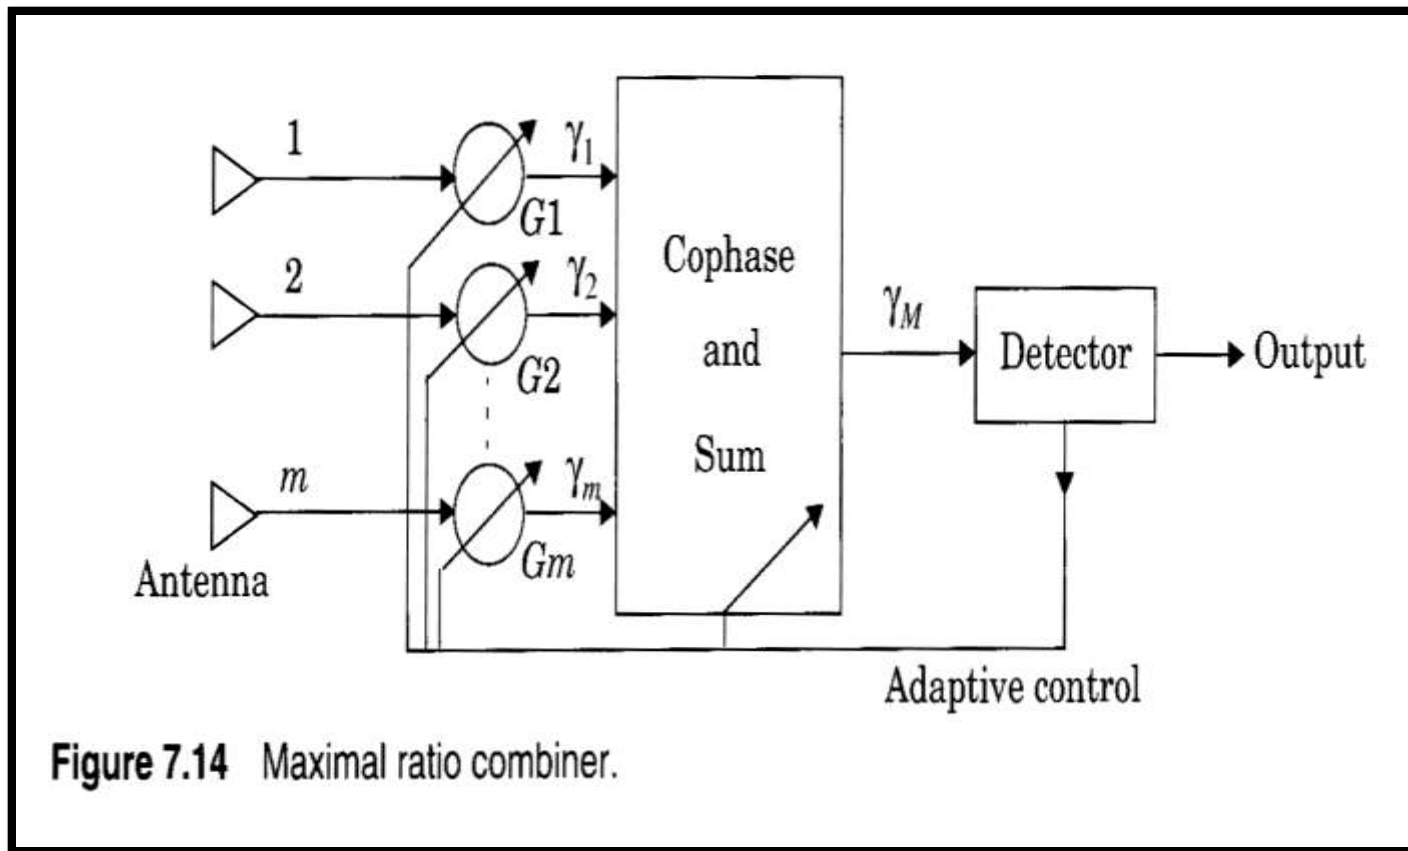 1
γ₁
G1
2
γ₂
G2
m
γₘ
Gm
Antenna
Cophase
and
Sum
γ_M
Detector
Output
Adaptive control
Figure 7.14 Maximal ratio combiner.